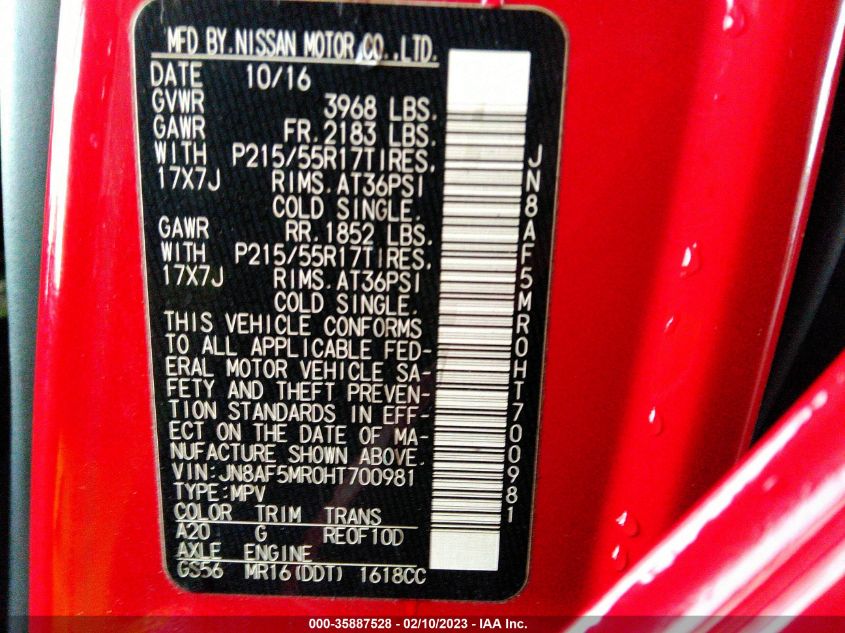 MFD BY.NISSAN MOTOR CO.,LTD.
DATE 10/16
GVWR 3968 LBS.
GAWR FR.2183 LBS.
WITH P215/55R17TIRES,
17X7J RIMS.AT36PSI
COLD SINGLE.
GAWR RR.1852 LBS.
WITH P215/55R17TIRES,
17X7J RIMS.AT36PSI
COLD SINGLE.
THIS VEHICLE CONFORMS
TO ALL APPLICABLE FED-
ERAL MOTOR VEHICLE SA-
FETY AND THEFT PREVEN-
TION STANDARDS IN EFF-
ECT ON THE DATE OF MA-
NUFACTURE SHOWN ABOVE.
VIN:JN8AF5MR0HT700981
TYPE:MPV
COLOR TRIM TRANS
A20 G RE0F10D
AXLE ENGINE
GS56 MR16(DDT) 1618CC
JN8AF5MR0HT700981
000-35887528 - 02/10/2023 - IAA Inc.